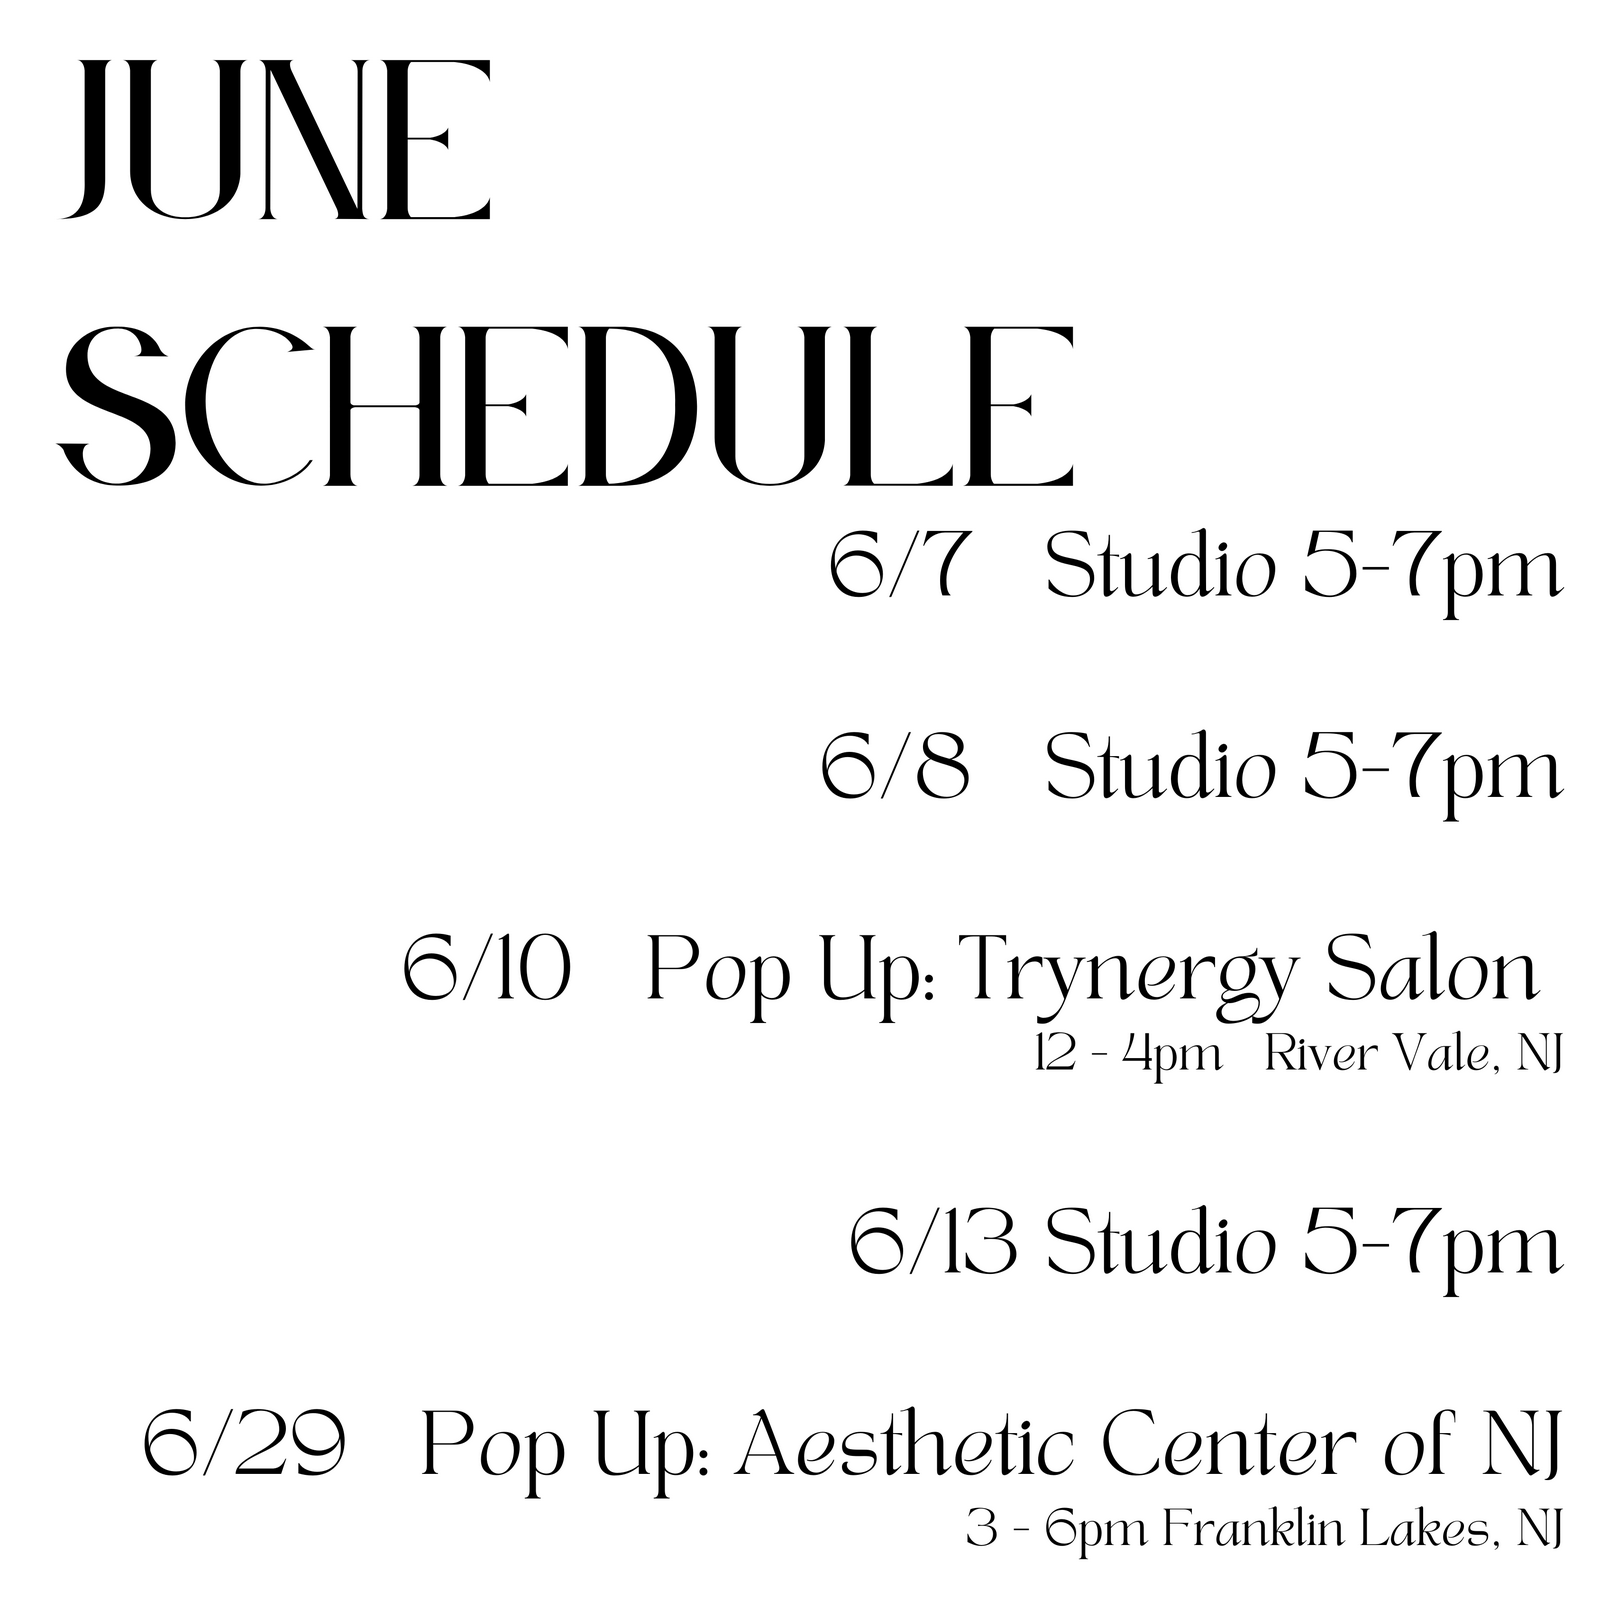 JUNE
SCHEDULE
6/7 Studio 5-7pm
6/8 Studio 5-7pm
6/10 Pop Up: Trynergy Salon
12 - 4pm River Vale, NJ
6/13 Studio 5-7pm
6/29 Pop Up: Aesthetic Center of NJ
3 - 6pm Franklin Lakes, NJ